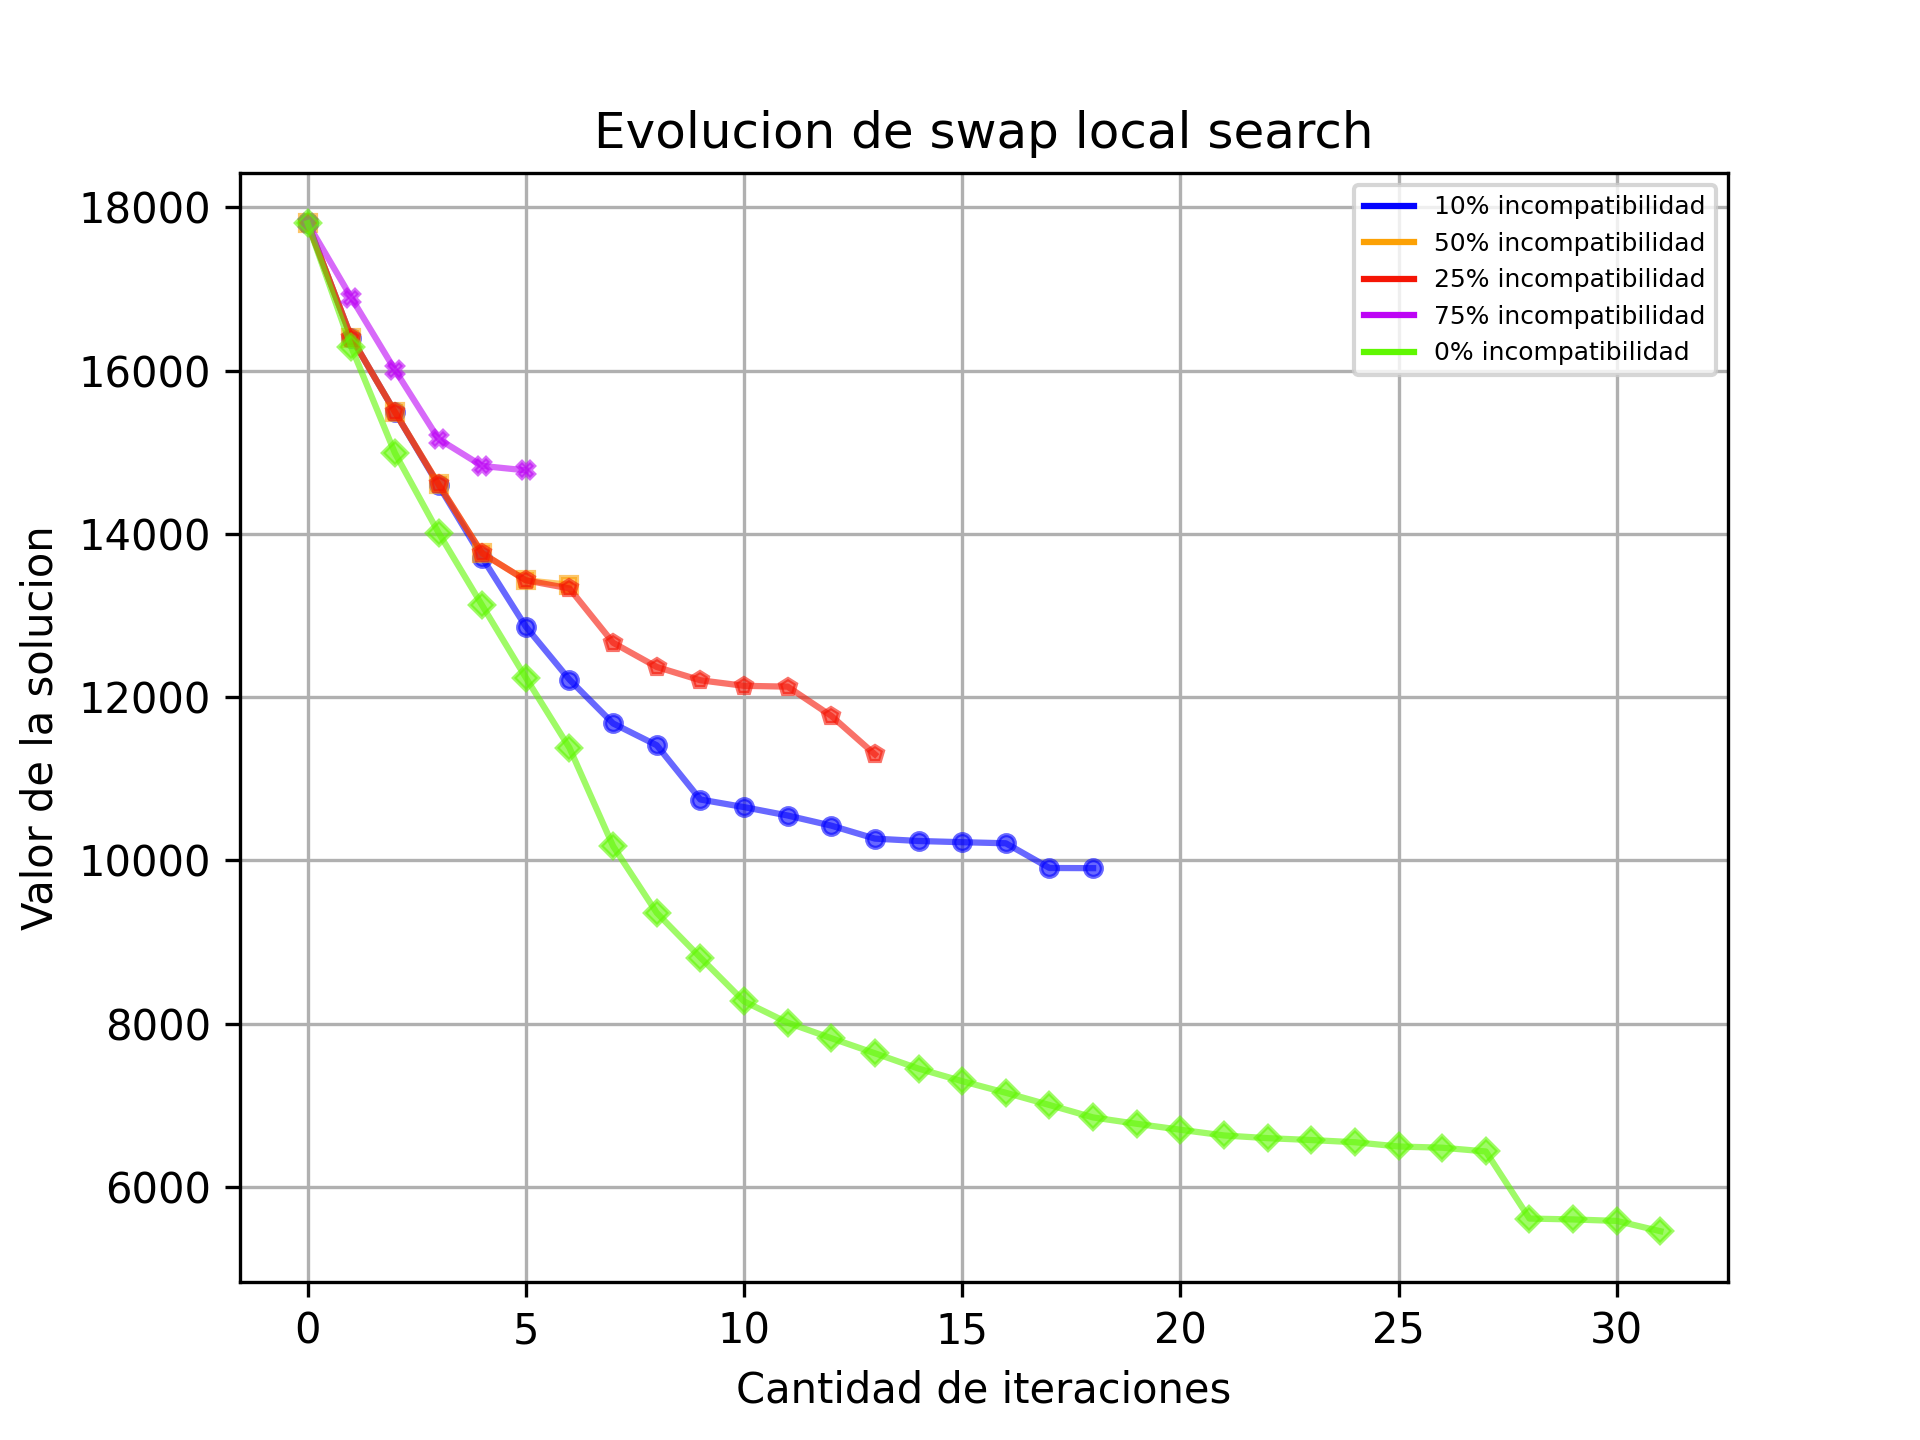 Evolucion de swap local search
10% incompatibilidad
50% incompatibilidad
25% incompatibilidad
75% incompatibilidad
0% incompatibilidad
Valor de la solucion
18000
16000
14000
12000
10000
8000
6000
0 5 10 15 20 25 30
Cantidad de iteraciones